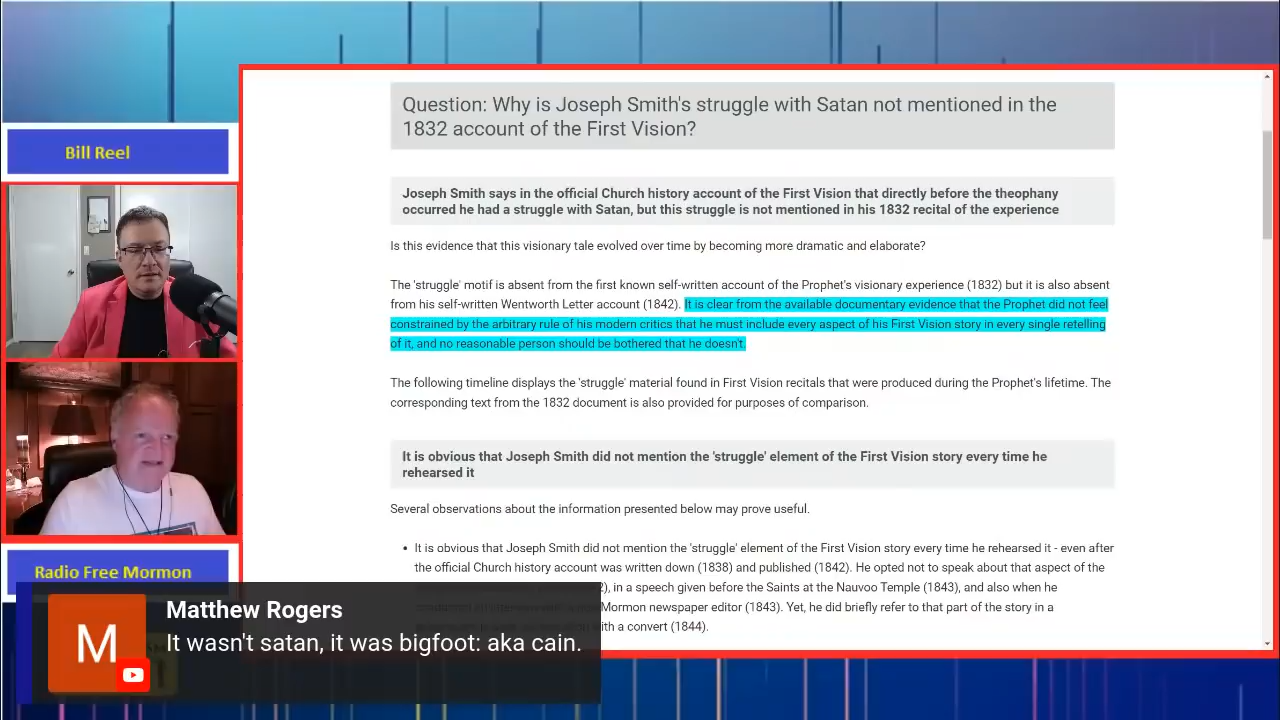 Bill Reel
Radio Free Mormon
Question: Why is Joseph Smith's struggle with Satan not mentioned in the
1832 account of the First Vision?
Joseph Smith says in the official Church history account of the First Vision that directly before the theophany
occurred he had a struggle with Satan, but this struggle is not mentioned in his 1832 recital of the experience
Is this evidence that this visionary tale evolved over time by becoming more dramatic and elaborate?
The 'struggle' motif is absent from the first known self-written account of the Prophet's visionary experience (1832) but it is also absent
from his self-written Wentworth Letter account (1842). It is clear from the available documentary evidence that the Prophet did not feel
constrained by the arbitrary rule of his modern critics that he must include every aspect of his First Vision story in every single retelling
of it, and no reasonable person should be bothered that he doesn't.
The following timeline displays the 'struggle' material found in First Vision recitals that were produced during the Prophet's lifetime. The
corresponding text from the 1832 document is also provided for purposes of comparison.
It is obvious that Joseph Smith did not mention the 'struggle' element of the First Vision story every time he
rehearsed it
Several observations about the information presented below may prove useful.
• It is obvious that Joseph Smith did not mention the 'struggle' element of the First Vision story every time he rehearsed it - even after
the official Church history account was written down (1838) and published (1842). He opted not to speak about that aspect of the
2), in a speech given before the Saints at the Nauvoo Temple (1843), and also when he
Mormon newspaper editor (1843). Yet, he did briefly refer to that part of the story in a
with a convert (1844).
M
Matthew Rogers
It wasn't satan, it was bigfoot: aka cain.